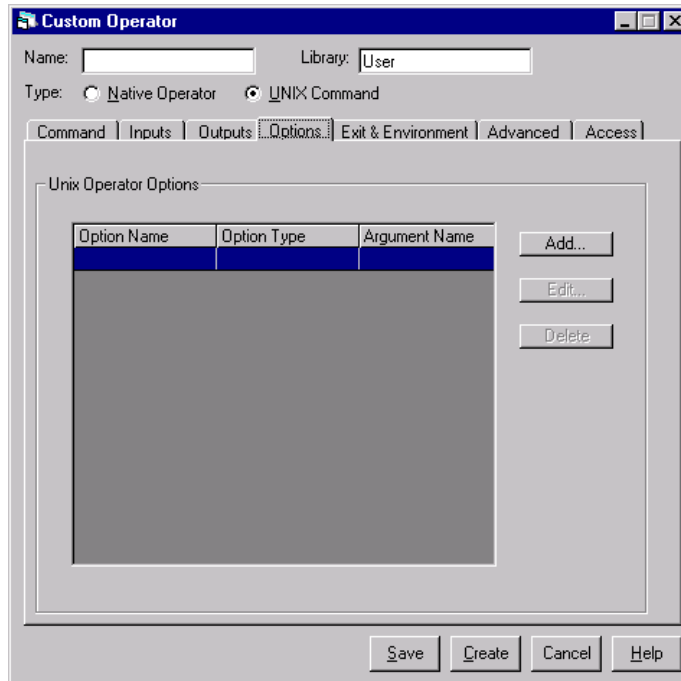 Custom Operator
Name: Library: User
Type: Native Operator UNIX Command
Command Inputs Outputs Options Exit & Environment Advanced Access
Unix Operator Options
Option Name Option Type Argument Name
Add...
Edit...
Delete
Save Create Cancel Help